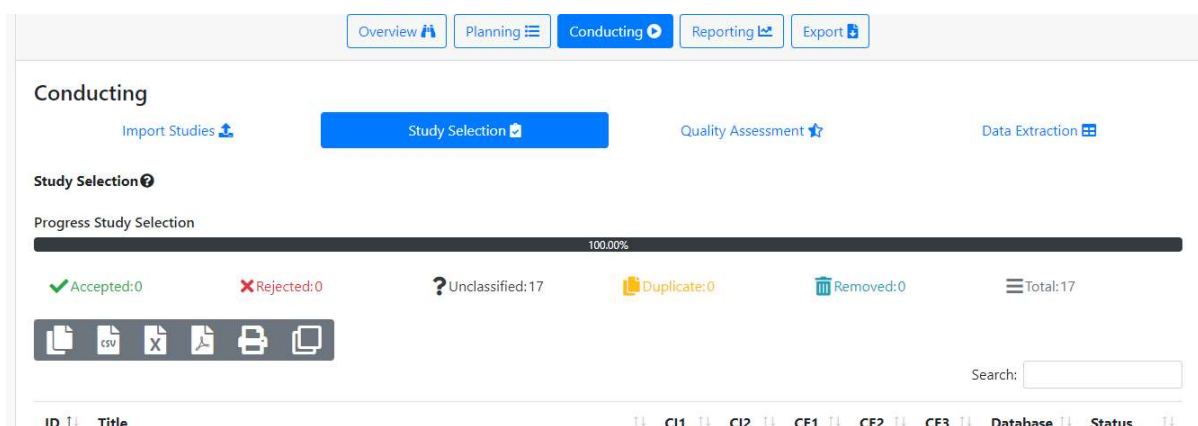 Overview Planning Conducting Reporting Export
Conducting
Import Studies Study Selection Quality Assessment Data Extraction
Study Selection
Progress Study Selection
100.00%
Accepted:0 Rejected:0 Unclassified:17 Duplicate:0 Removed:0 Total:17
CSV X
Search:
ID Title CI1 CI2 CE1 CE2 CE3 Database Status